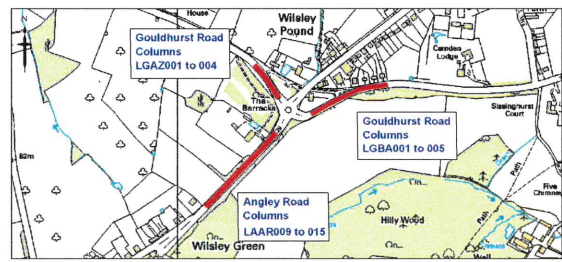 House
Wilsley
Pound
Gouldhurst Road
Columns
LGAZ001 to 004
Camden
Lodge
The
Barracks
Sissinghurst
Court
Gouldhurst Road
Columns
LGBA001 to 005
82m
Path
Five
Chimney
Angley Road
Columns
LAAR009 to 015
Hilly Wood
Path
Wilsley Green
Well